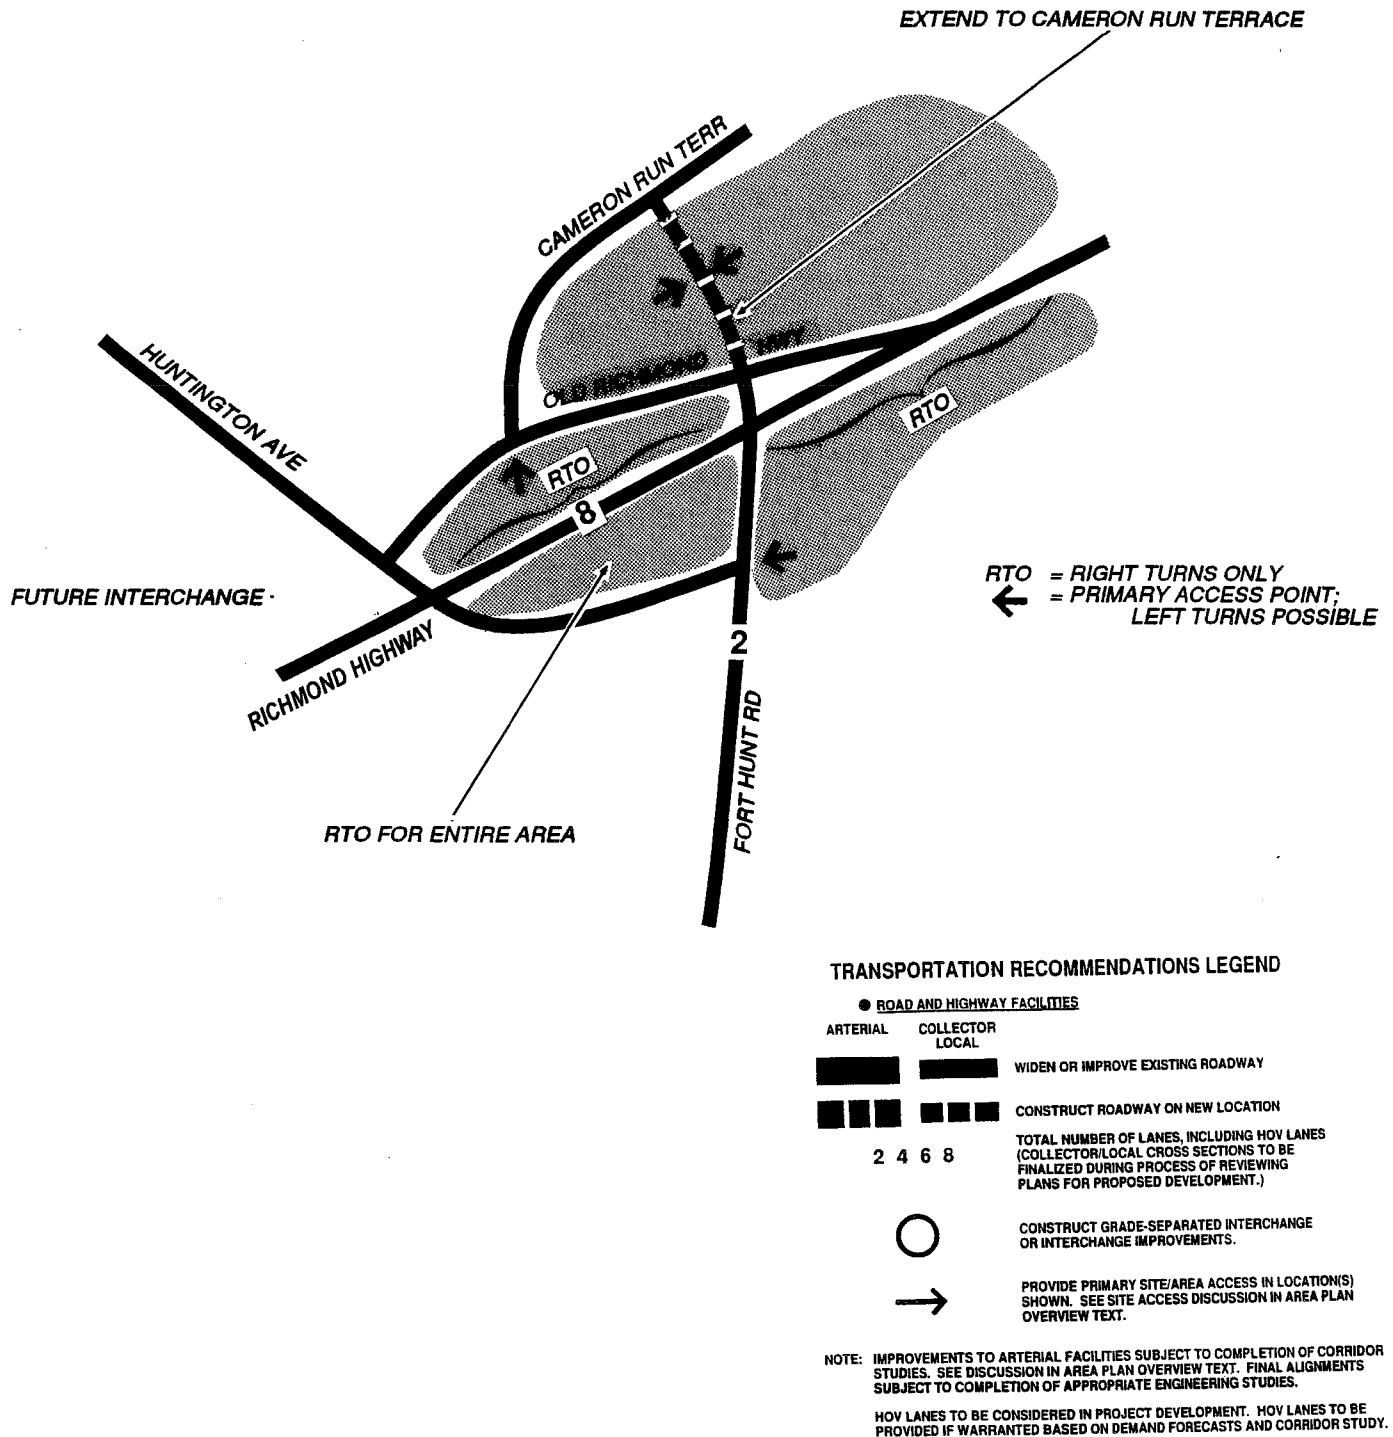 EXTEND TO CAMERON RUN TERRACE
CAMERON RUN TERR
HUNTINGTON AVE
OLD RICHMOND HWY
RTO
RTO
8
FUTURE INTERCHANGE
RTO = RIGHT TURNS ONLY
= PRIMARY ACCESS POINT;
LEFT TURNS POSSIBLE
RICHMOND HIGHWAY
2
FORT HUNT RD
RTO FOR ENTIRE AREA
TRANSPORTATION RECOMMENDATIONS LEGEND
● ROAD AND HIGHWAY FACILITIES
ARTERIAL COLLECTOR
LOCAL
WIDEN OR IMPROVE EXISTING ROADWAY
CONSTRUCT ROADWAY ON NEW LOCATION
2 4 6 8
TOTAL NUMBER OF LANES, INCLUDING HOV LANES
(COLLECTOR/LOCAL CROSS SECTIONS TO BE
FINALIZED DURING PROCESS OF REVIEWING
PLANS FOR PROPOSED DEVELOPMENT.)
CONSTRUCT GRADE-SEPARATED INTERCHANGE
OR INTERCHANGE IMPROVEMENTS.
PROVIDE PRIMARY SITE/AREA ACCESS IN LOCATION(S)
SHOWN. SEE SITE ACCESS DISCUSSION IN AREA PLAN
OVERVIEW TEXT.
NOTE: IMPROVEMENTS TO ARTERIAL FACILITIES SUBJECT TO COMPLETION OF CORRIDOR
STUDIES. SEE DISCUSSION IN AREA PLAN OVERVIEW TEXT. FINAL ALIGNMENTS
SUBJECT TO COMPLETION OF APPROPRIATE ENGINEERING STUDIES.
HOV LANES TO BE CONSIDERED IN PROJECT DEVELOPMENT. HOV LANES TO BE
PROVIDED IF WARRANTED BASED ON DEMAND FORECASTS AND CORRIDOR STUDY.